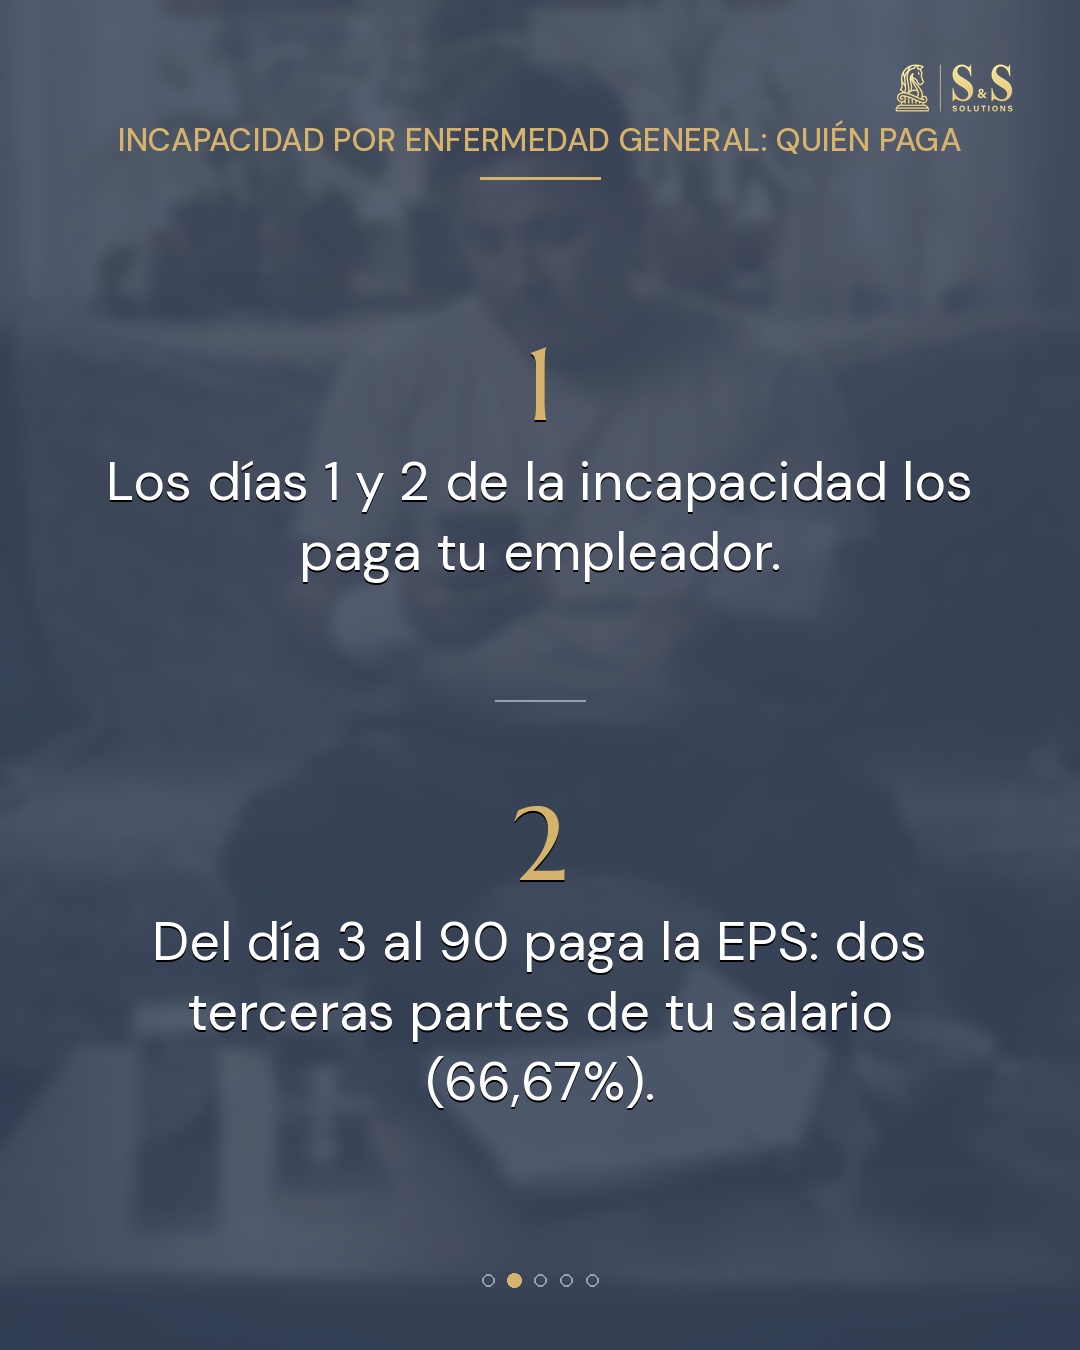 S&S
SOLUTIONS
INCAPACIDAD POR ENFERMEDAD GENERAL: QUIÉN PAGA
1
Los días 1 y 2 de la incapacidad los
paga tu empleador.
2
Del día 3 al 90 paga la EPS: dos
terceras partes de tu salario
(66,67%).